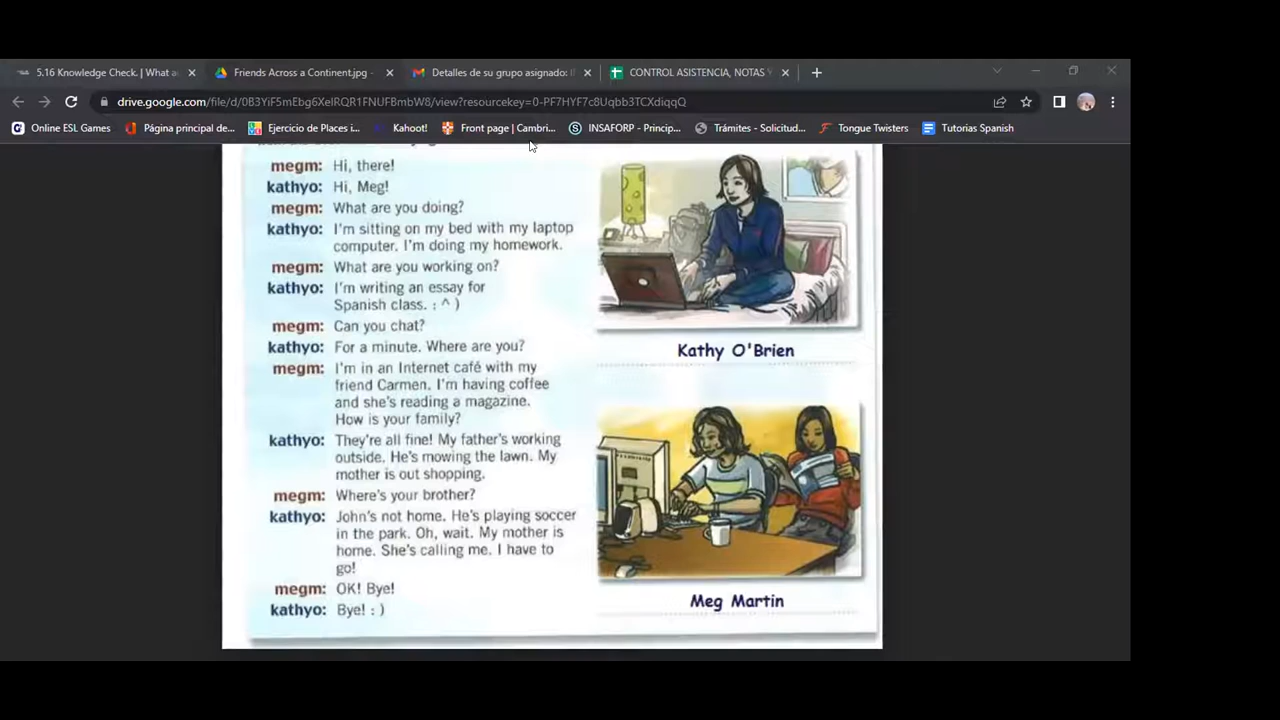 5.16 Knowledge Check. | What a
Friends Across a Continent.jpg -
Detalles de su grupo asignado: I
CONTROL ASISTENCIA, NOTAS Y
drive.google.com/file/d/0B3YiF5mEbg6XelRQR1FNUFBmbW8/view?resourcekey=0-PF7HYF7c8Uqbb3TCXdiqqQ
Online ESL Games
Página principal de...
Ejercicio de Places i...
Kahoot!
Front page | Cambri...
INSAFORP - Princip...
Trámites - Solicitud...
Tongue Twisters
Tutorias Spanish
megm: Hi, there!
kathyo: Hi, Meg!
megm: What are you doing?
kathyo: I'm sitting on my bed with my laptop
computer. I'm doing my homework.
megm: What are you working on?
kathyo: I'm writing an essay for
Spanish class. : ^ )
megm: Can you chat?
kathyo: For a minute. Where are you?
megm: I'm in an Internet café with my
friend Carmen. I'm having coffee
and she's reading a magazine.
How is your family?
kathyo: They're all fine! My father's working
outside. He's mowing the lawn. My
mother is out shopping.
megm: Where's your brother?
kathyo: John's not home. He's playing soccer
in the park. Oh, wait. My mother is
home. She's calling me. I have to
go!
megm: OK! Bye!
kathyo: Bye! : )
Kathy O'Brien
Meg Martin